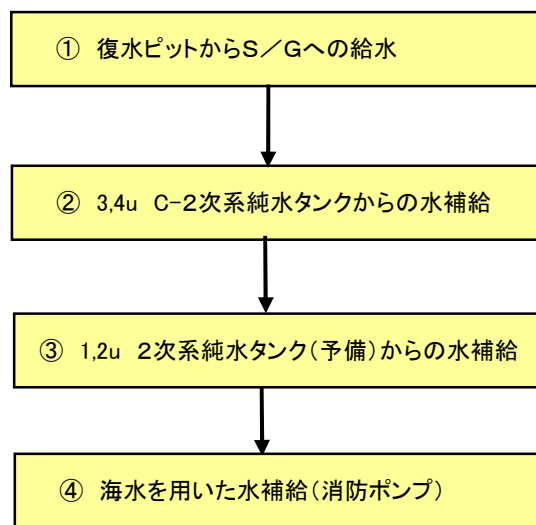 ① 復水ピットからS／Gへの給水
② 3,4u C-2次系純水タンクからの水補給
③ 1,2u 2次系純水タンク(予備)からの水補給
④ 海水を用いた水補給(消防ポンプ)